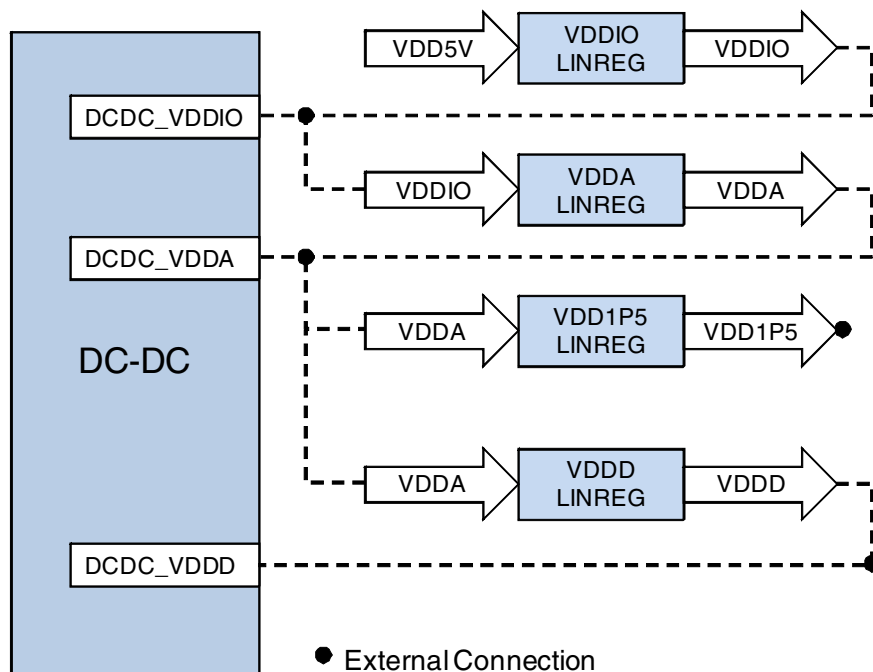 VDD5V
VDDIO
LINREG
VDDIO
DCDC_VDDIO
VDDIO
VDDA
LINREG
VDDA
DCDC_VDDA
VDDA
VDD1P5
LINREG
VDD1P5
DC-DC
VDDA
VDDD
LINREG
VDDD
DCDC_VDDD
External Connection